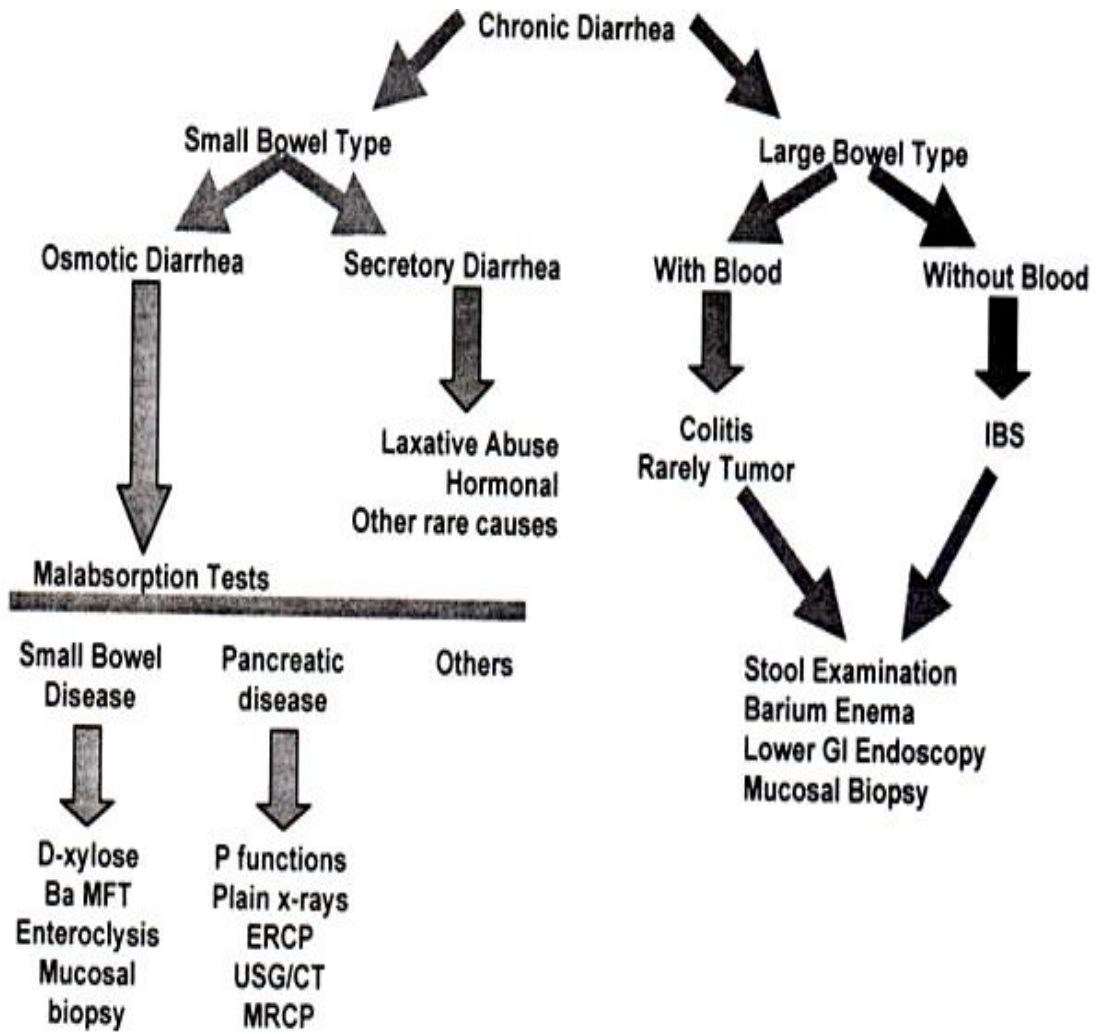 Chronic Diarrhea
Small Bowel Type
Large Bowel Type
Osmotic Diarrhea
Secretory Diarrhea
With Blood
Without Blood
Laxative Abuse
Hormonal
Other rare causes
Colitis
Rarely Tumor
IBS
Malabsorption Tests
Small Bowel
Disease
Pancreatic
disease
Others
Stool Examination
Barium Enema
Lower GI Endoscopy
Mucosal Biopsy
D-xylose
Ba MFT
Enteroclysis
Mucosal
biopsy
P functions
Plain x-rays
ERCP
USG/CT
MRCP